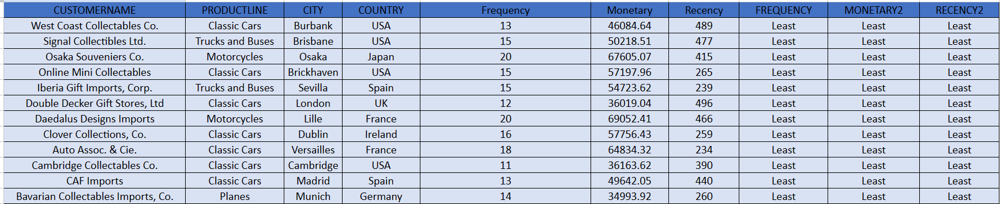 CUSTOMERNAME PRODUCTLINE CITY COUNTRY Frequency Monetary Recency FREQUENCY MONETARY2 RECENCY2
West Coast Collectables Co. Classic Cars Burbank USA 13 46084.64 489 Least Least Least
Signal Collectibles Ltd. Trucks and Buses Brisbane USA 15 50218.51 477 Least Least Least
Osaka Souveniers Co. Motorcycles Osaka Japan 20 67605.07 415 Least Least Least
Online Mini Collectables Classic Cars Brickhaven USA 15 57197.96 265 Least Least Least
Iberia Gift Imports, Corp. Trucks and Buses Sevilla Spain 15 54723.62 239 Least Least Least
Double Decker Gift Stores, Ltd Classic Cars London UK 12 36019.04 496 Least Least Least
Daedalus Designs Imports Motorcycles Lille France 20 69052.41 466 Least Least Least
Clover Collections, Co. Classic Cars Dublin Ireland 16 57756.43 259 Least Least Least
Auto Assoc. & Cie. Classic Cars Versailles France 18 64834.32 234 Least Least Least
Cambridge Collectables Co. Classic Cars Cambridge USA 11 36163.62 390 Least Least Least
CAF Imports Classic Cars Madrid Spain 13 49642.05 440 Least Least Least
Bavarian Collectables Imports, Co. Planes Munich Germany 14 34993.92 260 Least Least Least